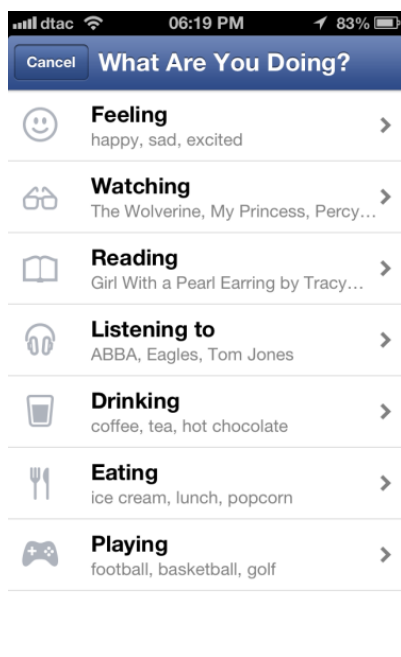 dtac 06:19 PM 83%
Cancel What Are You Doing?
Feeling
happy, sad, excited
Watching
The Wolverine, My Princess, Percy...
Reading
Girl With a Pearl Earring by Tracy...
Listening to
ABBA, Eagles, Tom Jones
Drinking
coffee, tea, hot chocolate
Eating
ice cream, lunch, popcorn
Playing
football, basketball, golf